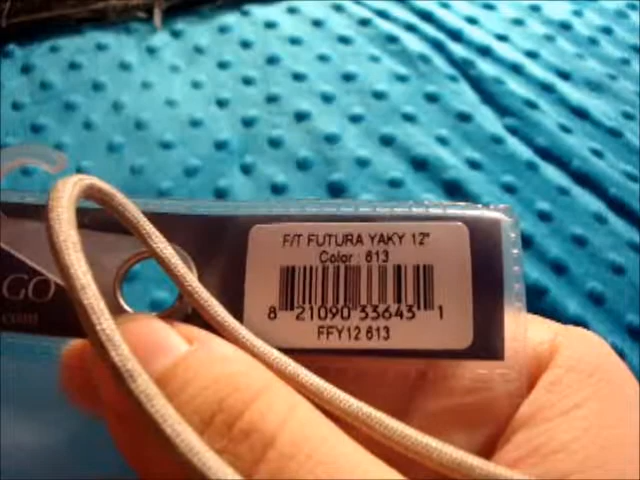 F/T FUTURA YAKY 12"
Color : 613
8 21090 33643 1
FFY12 613
GO
com